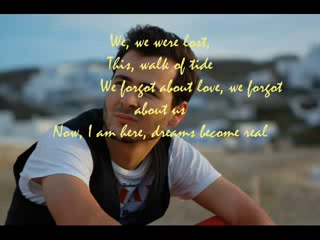 We, we were lost,
This, walk of tide
We forgot about love, we forgot
about us
Now, I am here, dreams become real